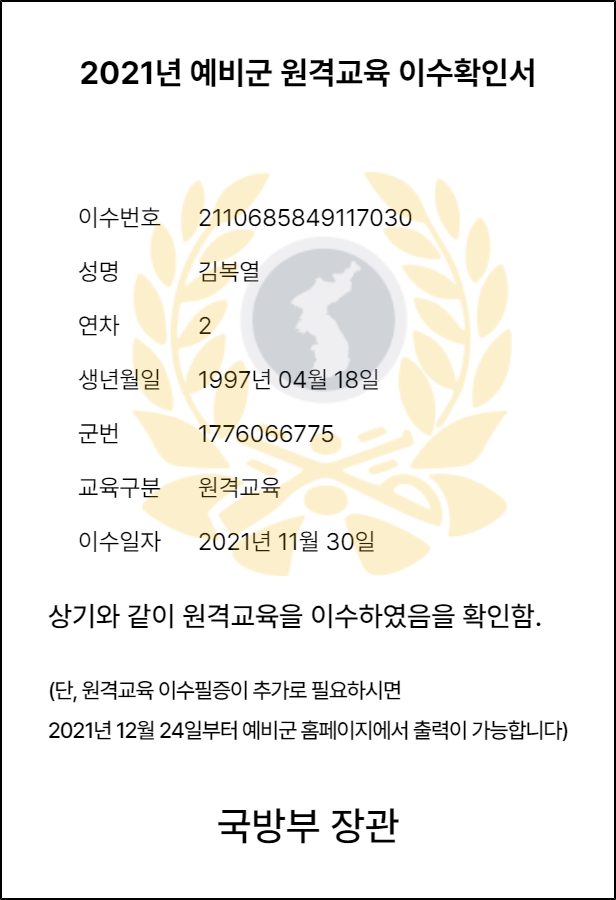 2021년 예비군 원격교육 이수확인서
이수번호 2110685849117030
성명 김복열
연차 2
생년월일 1997년 04월 18일
군번 1776066775
교육구분 원격교육
이수일자 2021년 11월 30일
상기와 같이 원격교육을 이수하였음을 확인함.
(단, 원격교육 이수필증이 추가로 필요하시면
2021년 12월 24일부터 예비군 홈페이지에서 출력이 가능합니다)
국방부 장관